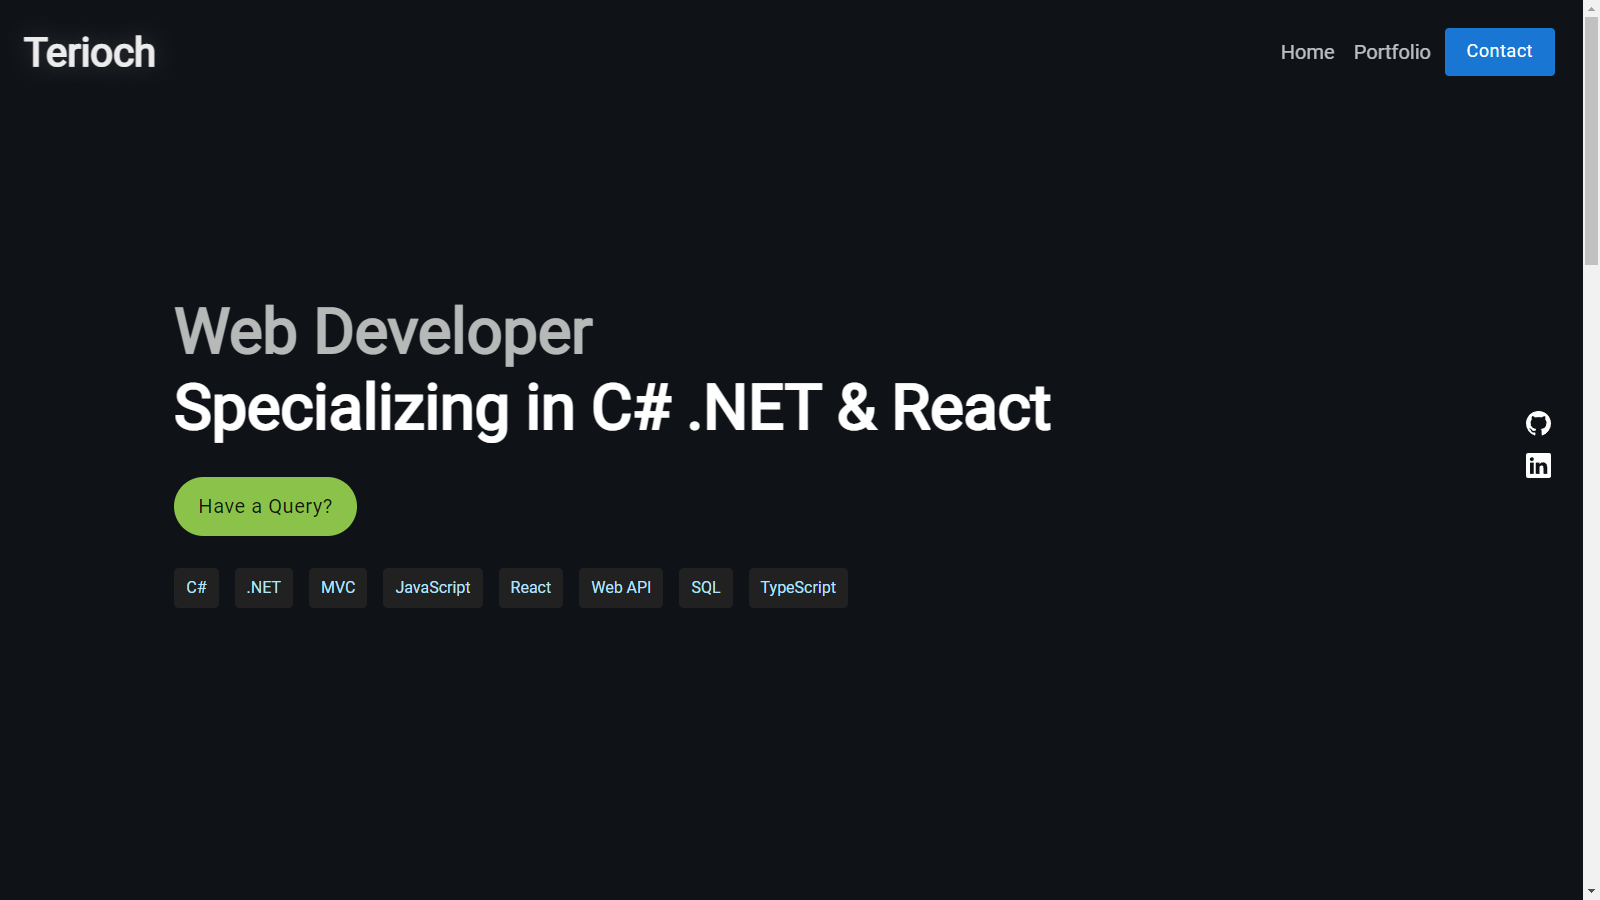 Terioch
Home Portfolio Contact
Web Developer
Specializing in C# .NET & React
Have a Query?
C# .NET MVC JavaScript React Web API SQL TypeScript
in